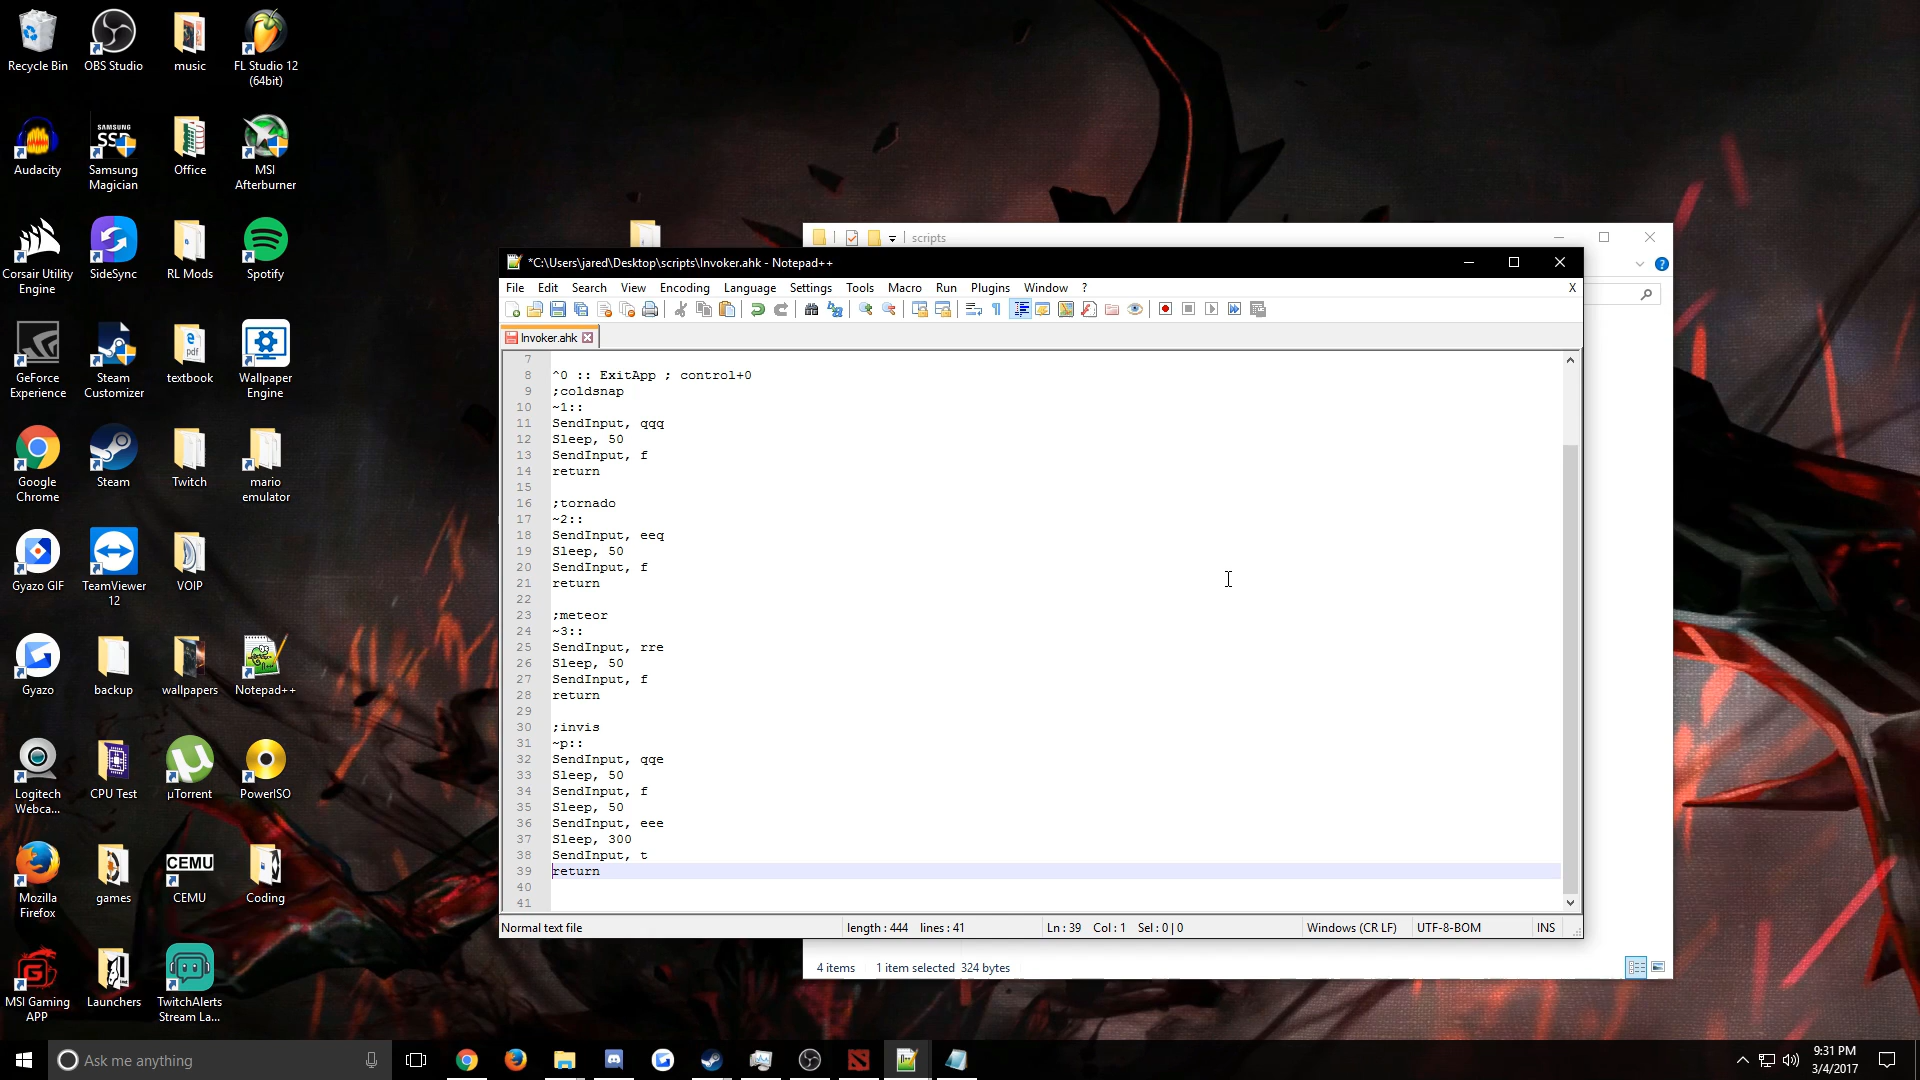 Recycle Bin
OBS Studio
music
FL Studio 12
(64bit)
Audacity
SAMSUNG
SSD
Samsung
Magician
Office
MSI
Afterburner
Corsair Utility
Engine
SideSync
RL Mods
Spotify
GeForce
Experience
Steam
Customizer
pdf
textbook
Wallpaper
Engine
Google
Chrome
Steam
Twitch
mario
emulator
Gyazo GIF
TeamViewer
12
VOIP
Gyazo
backup
wallpapers
Notepad++
Logitech
Webca...
CPU Test
µTorrent
PowerISO
Mozilla
Firefox
games
CEMU
CEMU
Coding
MSI Gaming
APP
Launchers
TwitchAlerts
Stream La...
scripts
*C:\Users\jared\Desktop\scripts\Invoker.ahk - Notepad++
File Edit Search View Encoding Language Settings Tools Macro Run Plugins Window ? X
Invoker.ahk
7
8 ^0 :: ExitApp ; control+0
9 ;coldsnap
10 ~1::
11 SendInput, qqq
12 Sleep, 50
13 SendInput, f
14 return
15
16 ;tornado
17 ~2::
18 SendInput, eeq
19 Sleep, 50
20 SendInput, f
21 return
22
23 ;meteor
24 ~3::
25 SendInput, rre
26 Sleep, 50
27 SendInput, f
28 return
29
30 ;invis
31 ~p::
32 SendInput, qqe
33 Sleep, 50
34 SendInput, f
35 Sleep, 50
36 SendInput, eee
37 Sleep, 300
38 SendInput, t
39 return
40
41
Normal text file length : 444 lines : 41 Ln : 39 Col : 1 Sel : 0 | 0 Windows (CR LF) UTF-8-BOM INS
4 items 1 item selected 324 bytes
Ask me anything
9:31 PM
3/4/2017